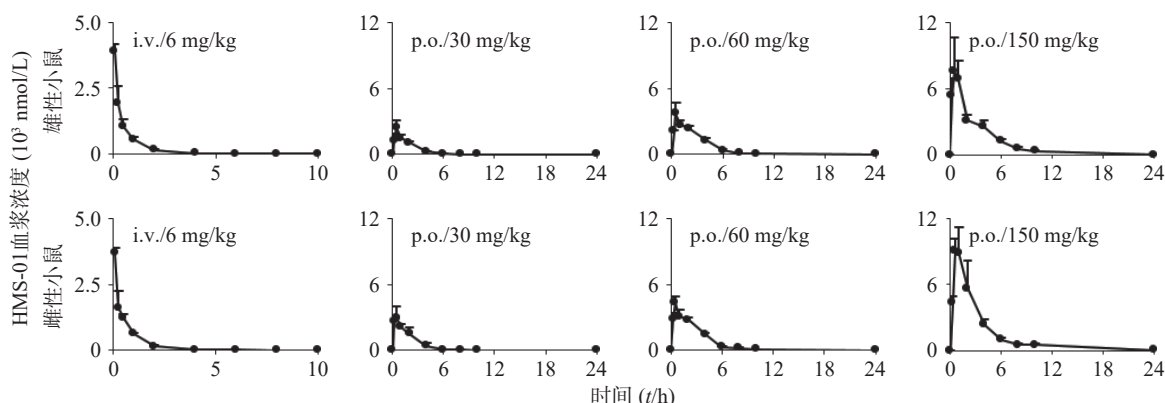 HMS-01血浆浓度 (10³ nmol/L)
雄性小鼠
i.v./6 mg/kg
5.0
2.5
0
0 2 4 6 8 10
p.o./30 mg/kg
12
6
0
0 6 12 18 24
p.o./60 mg/kg
12
6
0
0 6 12 18 24
p.o./150 mg/kg
12
6
0
0 6 12 18 24
雌性小鼠
i.v./6 mg/kg
5.0
2.5
0
0 2 4 6 8 10
p.o./30 mg/kg
12
6
0
0 6 12 18 24
p.o./60 mg/kg
12
6
0
0 6 12 18 24
p.o./150 mg/kg
12
6
0
0 6 12 18 24
时间 (t/h)